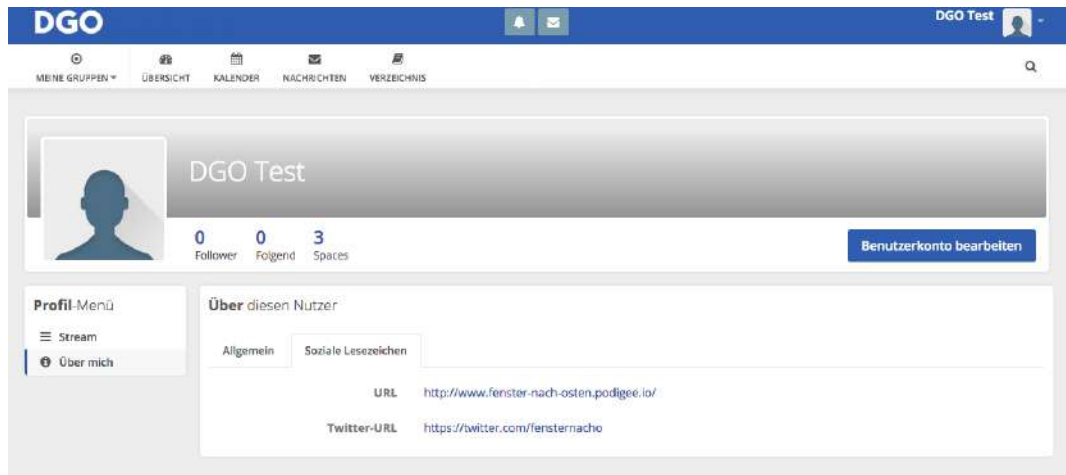 DGO
DGO Test
MEINE GRUPPEN
ÜBERSICHT
KALENDER
NACHRICHTEN
VERZEICHNIS
DGO Test
0
Follower
0
Folgend
3
Spaces
Benutzerkonto bearbeiten
Profil-Menü
Stream
Über mich
Über diesen Nutzer
Allgemein
Soziale Lesezeichen
URL http://www.fenster-nach-osten.podigee.io/
Twitter-URL https://twitter.com/fensternacho